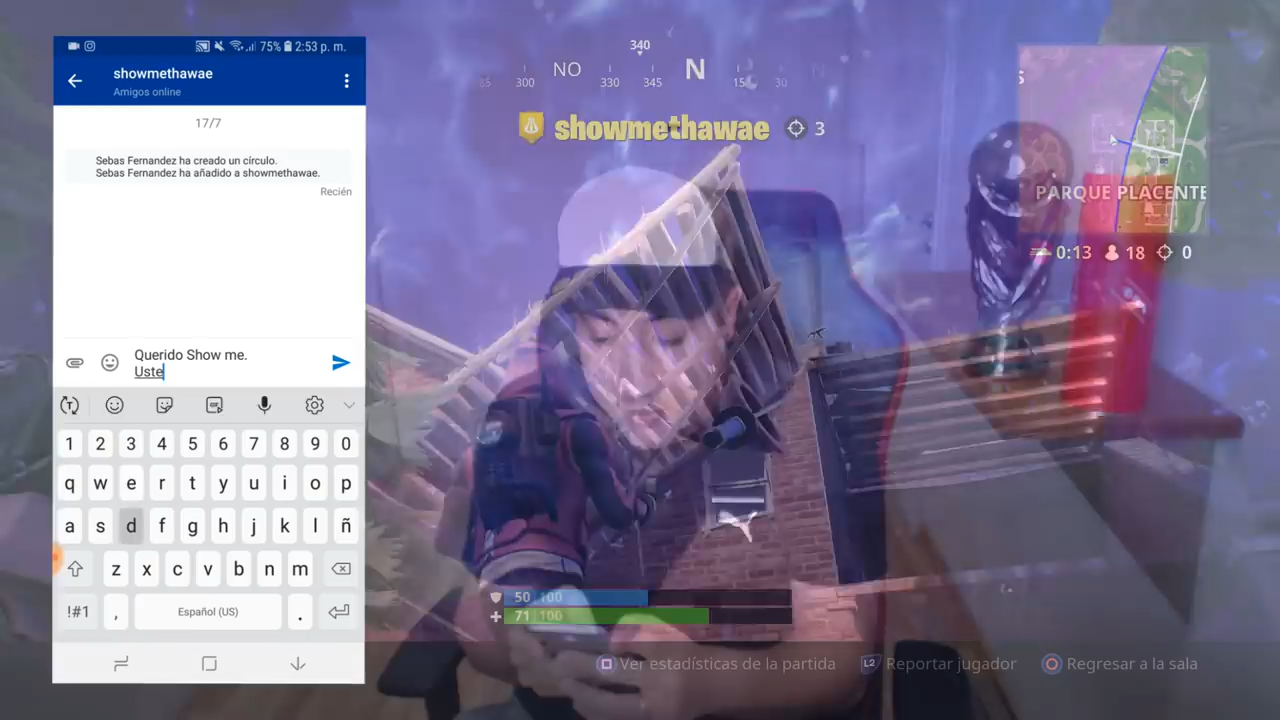 75% 2:53 p. m.
showmethawae
Amigos online
17/7
Sebas Fernandez ha creado un círculo.
Sebas Fernandez ha añadido a showmethawae.
Recién
Querido Show me.
Uste
GIF
1 2 3 4 5 6 7 8 9 0
q w e r t y u i o p
a s d f g h j k l ñ
z x c v b n m
!#1 , Español (US) .
340
300 NO 330 345 N 15 30
showmethawae 3
S
PARQUE PLACENTE
0:13 18 0
50 | 100
71 | 100
Ver estadísticas de la partida L2 Reportar jugador Regresar a la sala